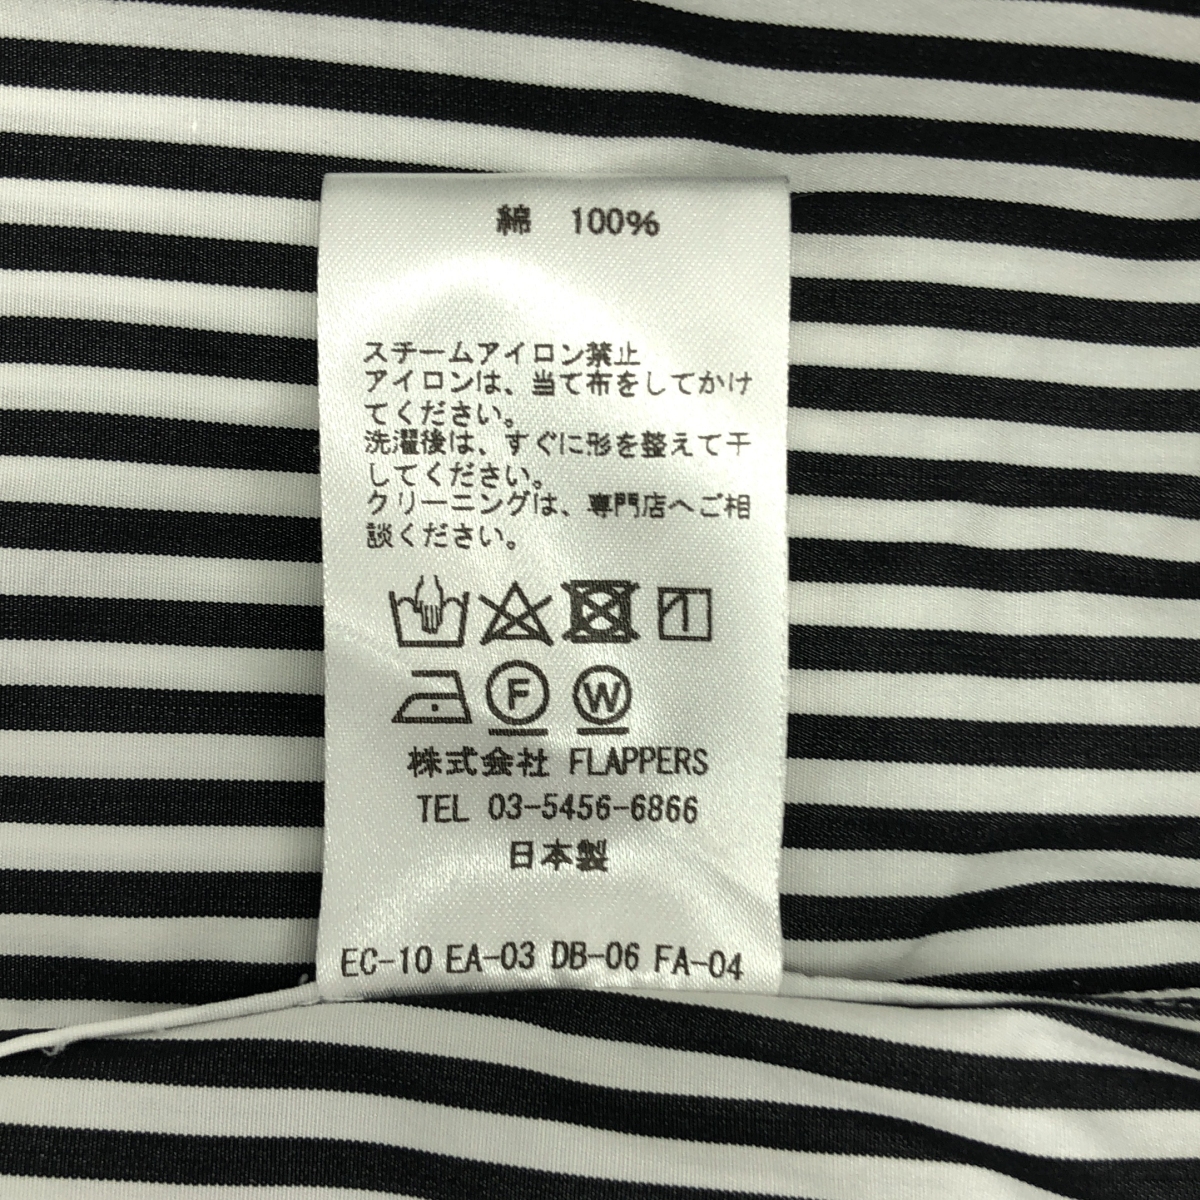 綿 100%
スチームアイロン禁止
アイロンは、当て布をしてかけ
てください。
洗濯後は、すぐに形を整えて干
してください。
クリーニングは、専門店へご相
談ください。
F W
株式会社 FLAPPERS
TEL 03-5456-6866
日本製
EC-10 EA-03 DB-06 FA-04